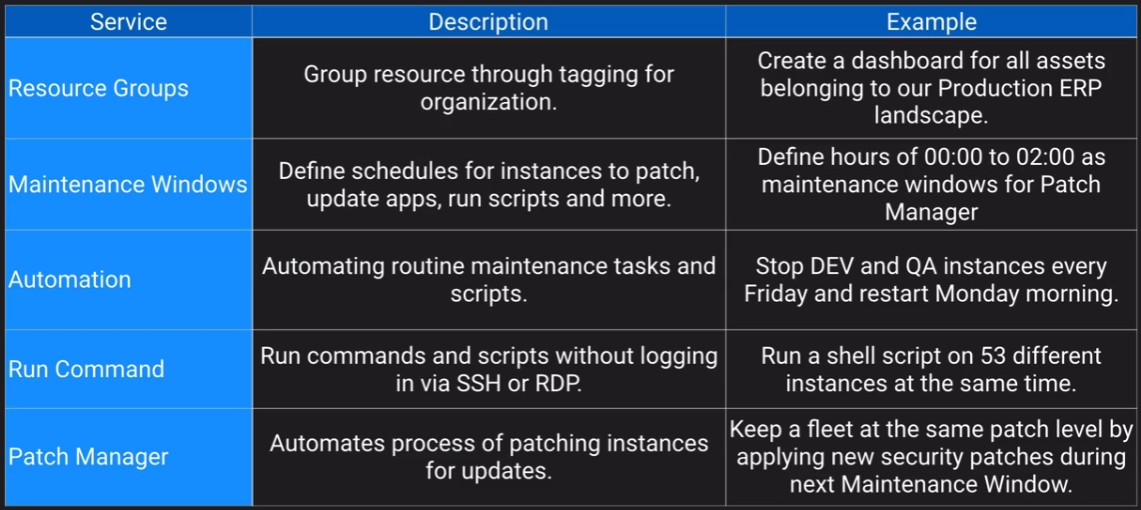 Service
Description
Example
Resource Groups
Group resource through tagging for
organization.
Create a dashboard for all assets
belonging to our Production ERP
landscape.
Maintenance Windows
Define schedules for instances to patch,
update apps, run scripts and more.
Define hours of 00:00 to 02:00 as
maintenance windows for Patch
Manager
Automation
Automating routine maintenance tasks and
scripts.
Stop DEV and QA instances every
Friday and restart Monday morning.
Run Command
Run commands and scripts without logging
in via SSH or RDP.
Run a shell script on 53 different
instances at the same time.
Patch Manager
Automates process of patching instances
for updates.
Keep a fleet at the same patch level by
applying new security patches during
next Maintenance Window.